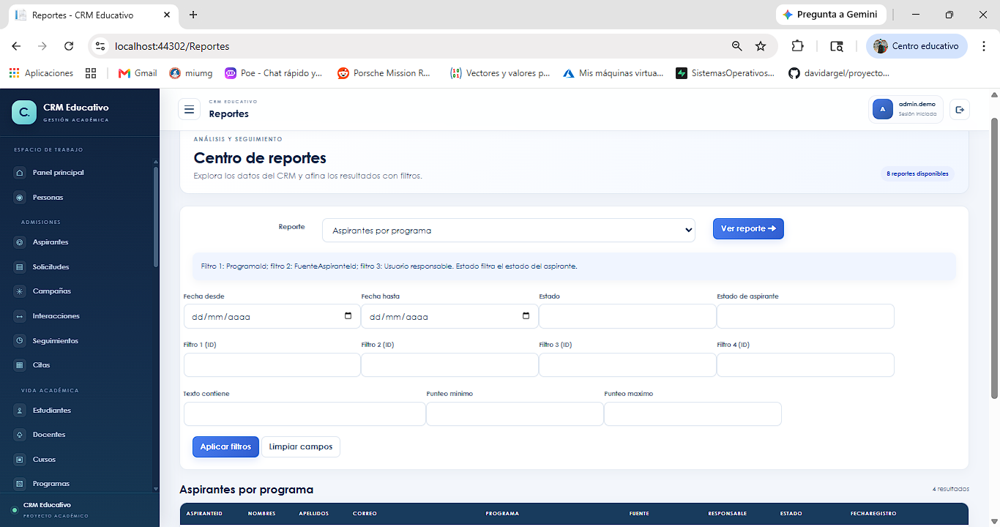 Reportes - CRM Educativo
Pregunta a Gemini
localhost:44302/Reportes
Centro educativo
Aplicaciones
Gmail
miumg
Poe - Chat rápido y...
Porsche Mission R...
Vectores y valores p...
Mis máquinas virtua...
SistemasOperativos...
davidargel/proyecto...
C.
CRM Educativo
GESTIÓN ACADÉMICA
CRM EDUCATIVO
Reportes
A
admin.demo
Sesión iniciada
ESPACIO DE TRABAJO
Panel principal
Personas
ADMISIONES
Aspirantes
Solicitudes
Campañas
Interacciones
Seguimientos
Citas
VIDA ACADÉMICA
Estudiantes
Docentes
Cursos
Programas
CRM Educativo
PROYECTO ACADÉMICO
ANÁLISIS Y SEGUIMIENTO
Centro de reportes
Explora los datos del CRM y afina los resultados con filtros.
8 reportes disponibles
Reporte
Aspirantes por programa
Ver reporte →
Filtro 1: ProgramaId; filtro 2: FuenteAspiranteId; filtro 3: Usuario responsable. Estado filtra el estado del aspirante.
Fecha desde
Fecha hasta
Estado
Estado de aspirante
dd/mm/aaaa
dd/mm/aaaa
Filtro 1 (ID)
Filtro 2 (ID)
Filtro 3 (ID)
Filtro 4 (ID)
Texto contiene
Punteo minimo
Punteo maximo
Aplicar filtros
Limpiar campos
Aspirantes por programa
4 resultados
ASPIRANTEID
NOMBRES
APELLIDOS
CORREO
PROGRAMA
FUENTE
RESPONSABLE
ESTADO
FECHAREGISTRO